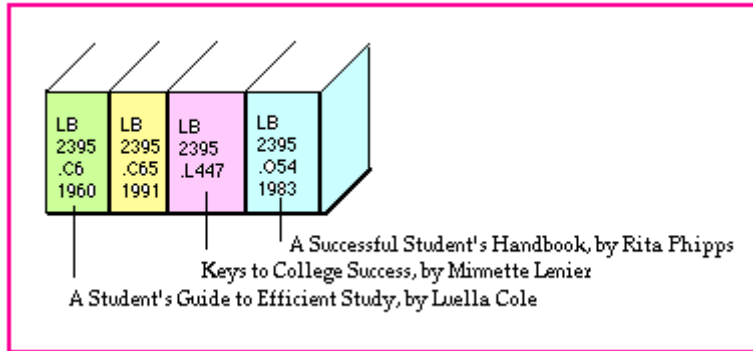 LB
2395
.C6
1960
LB
2395
.C65
1991
LB
2395
.L447
LB
2395
.O54
1983
A Successful Student's Handbook, by Rita Phipps
Keys to College Success, by Minnette Lenier
A Student's Guide to Efficient Study, by Luella Cole